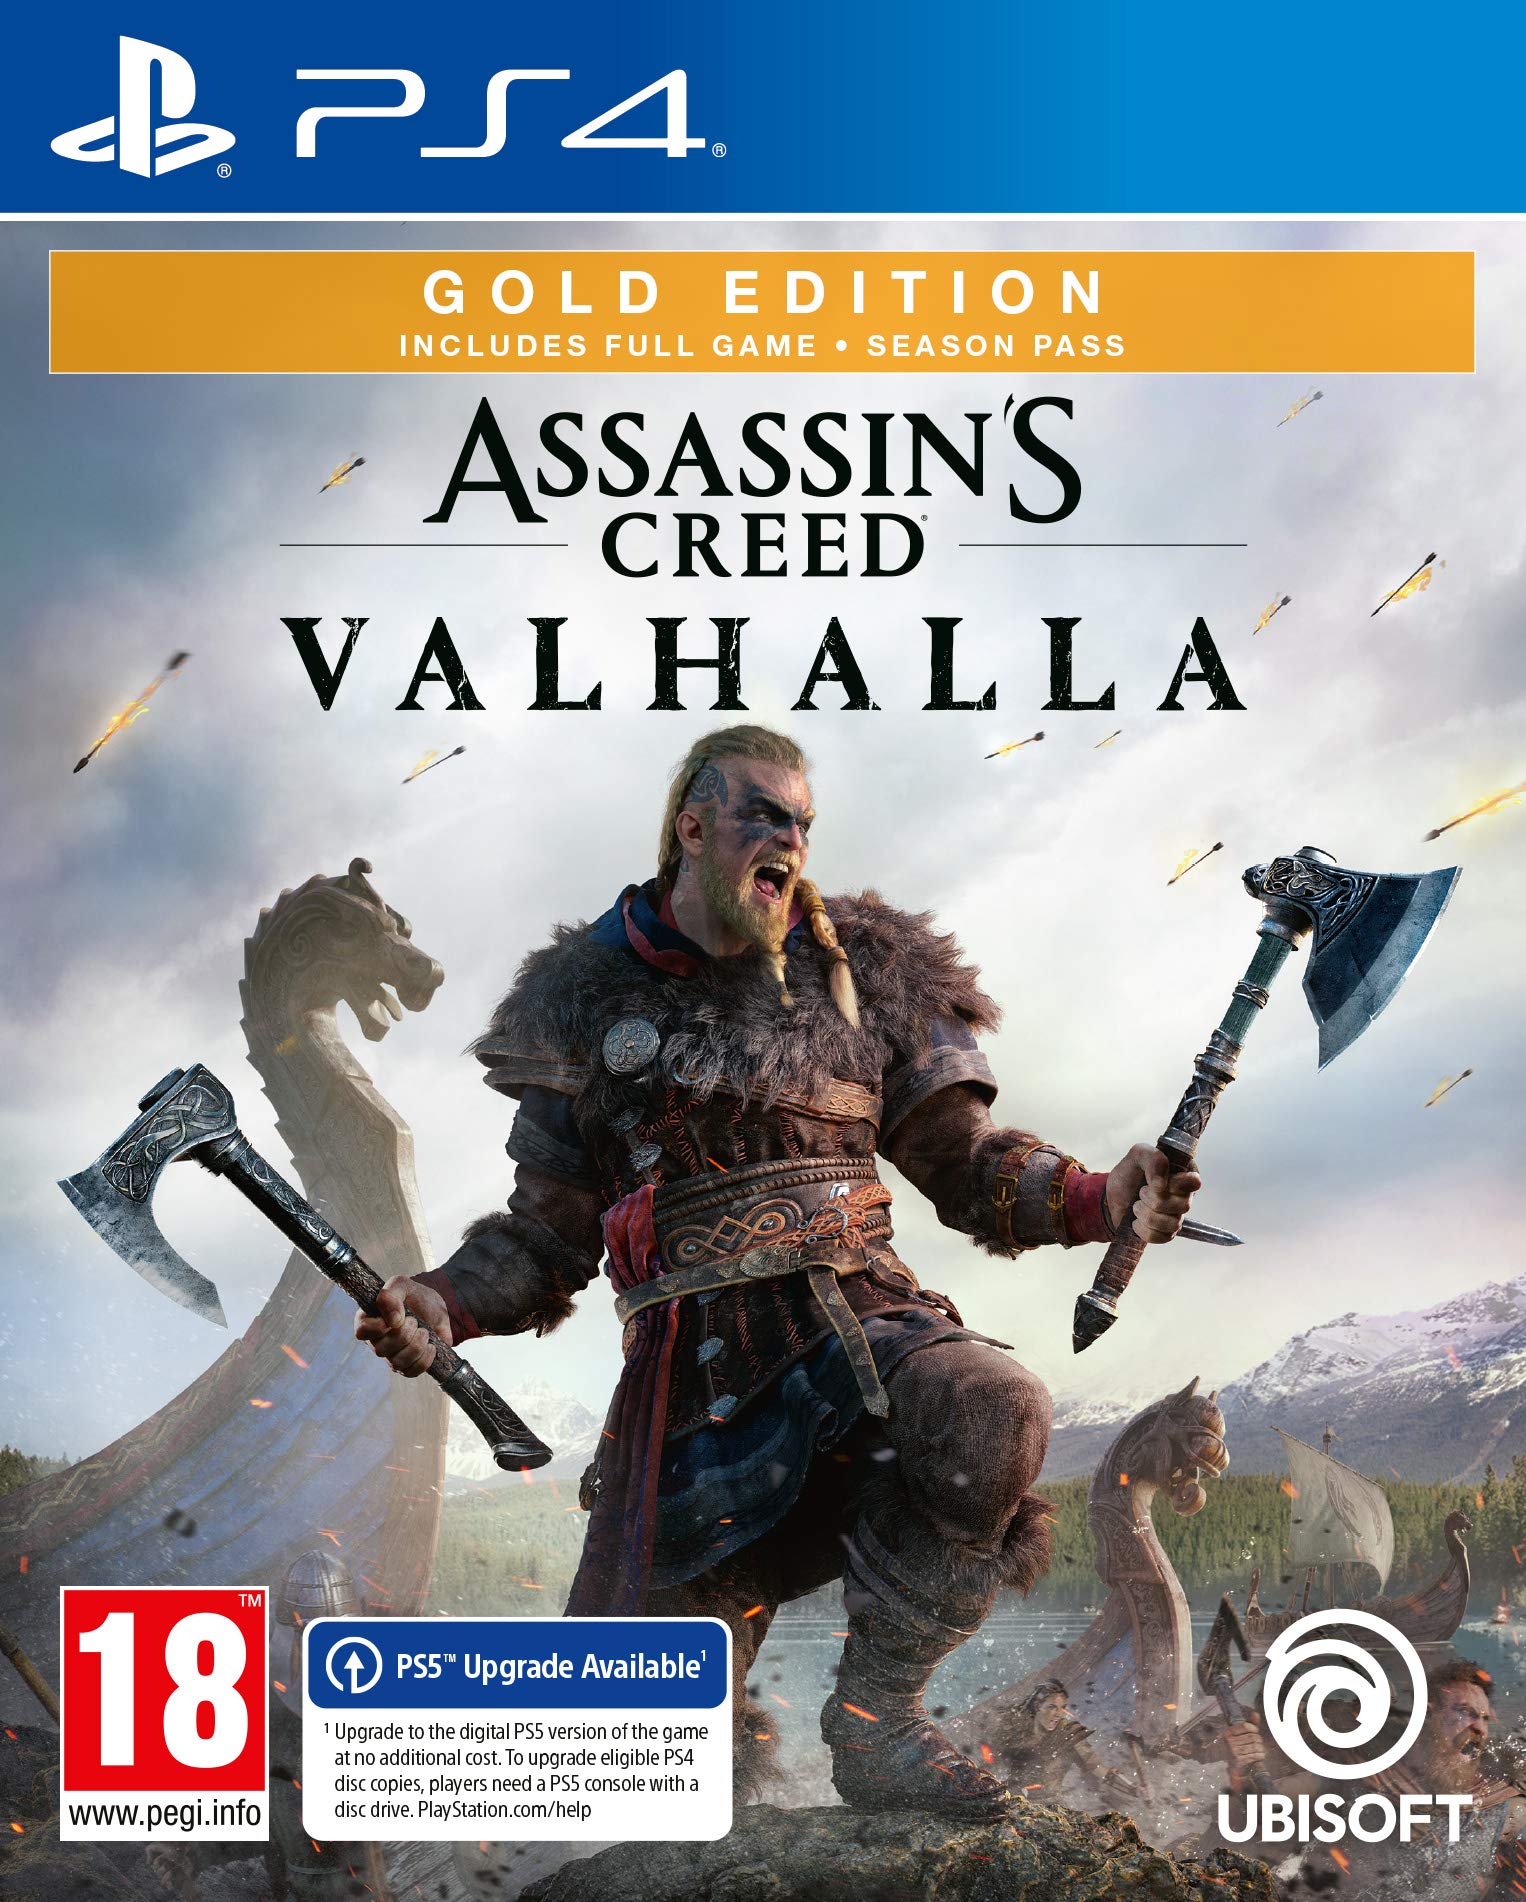 PS4®
GOLD EDITION
INCLUDES FULL GAME • SEASON PASS
ASSASSIN'S
CREED®
VALHALLA
18™
www.pegi.info
PS5™ Upgrade Available¹
¹ Upgrade to the digital PS5 version of the game
at no additional cost. To upgrade eligible PS4
disc copies, players need a PS5 console with a
disc drive. PlayStation.com/help
UBISOFT